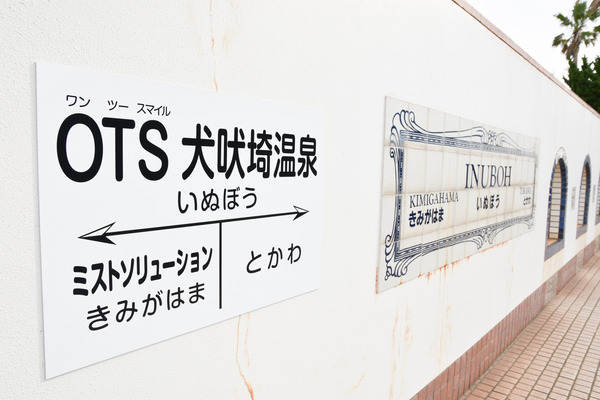 ワン ツー スマイル
OTS 犬吠埼温泉
いぬぼう
ミストソリューション
きみがはま
とかわ
INUBOH
KIMIGAHAMA
きみがはま
いぬぼう
とかわ